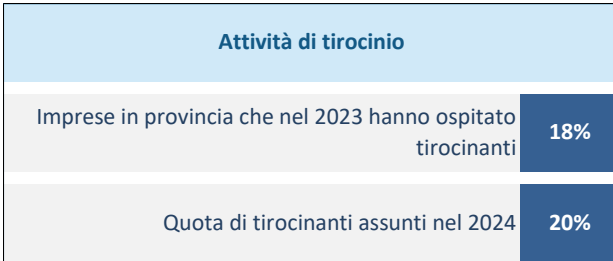 Attività di tirocinio
Imprese in provincia che nel 2023 hanno ospitato
tirocinanti
18%
Quota di tirocinanti assunti nel 2024
20%